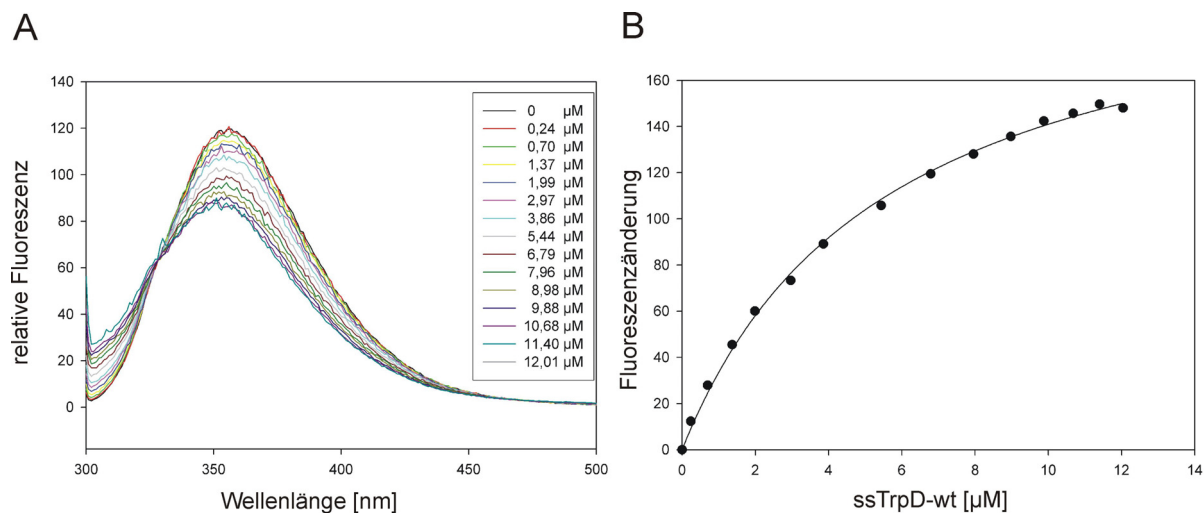 A
relative Fluoreszenz
140
120
100
80
60
40
20
0
300
350
400
450
500
Wellenlänge [nm]
0 µM
0,24 µM
0,70 µM
1,37 µM
1,99 µM
2,97 µM
3,86 µM
5,44 µM
6,79 µM
7,96 µM
8,98 µM
9,88 µM
10,68 µM
11,40 µM
12,01 µM
B
Fluoreszenzänderung
160
140
120
100
80
60
40
20
0
0
2
4
6
8
10
12
14
ssTrpD-wt [µM]